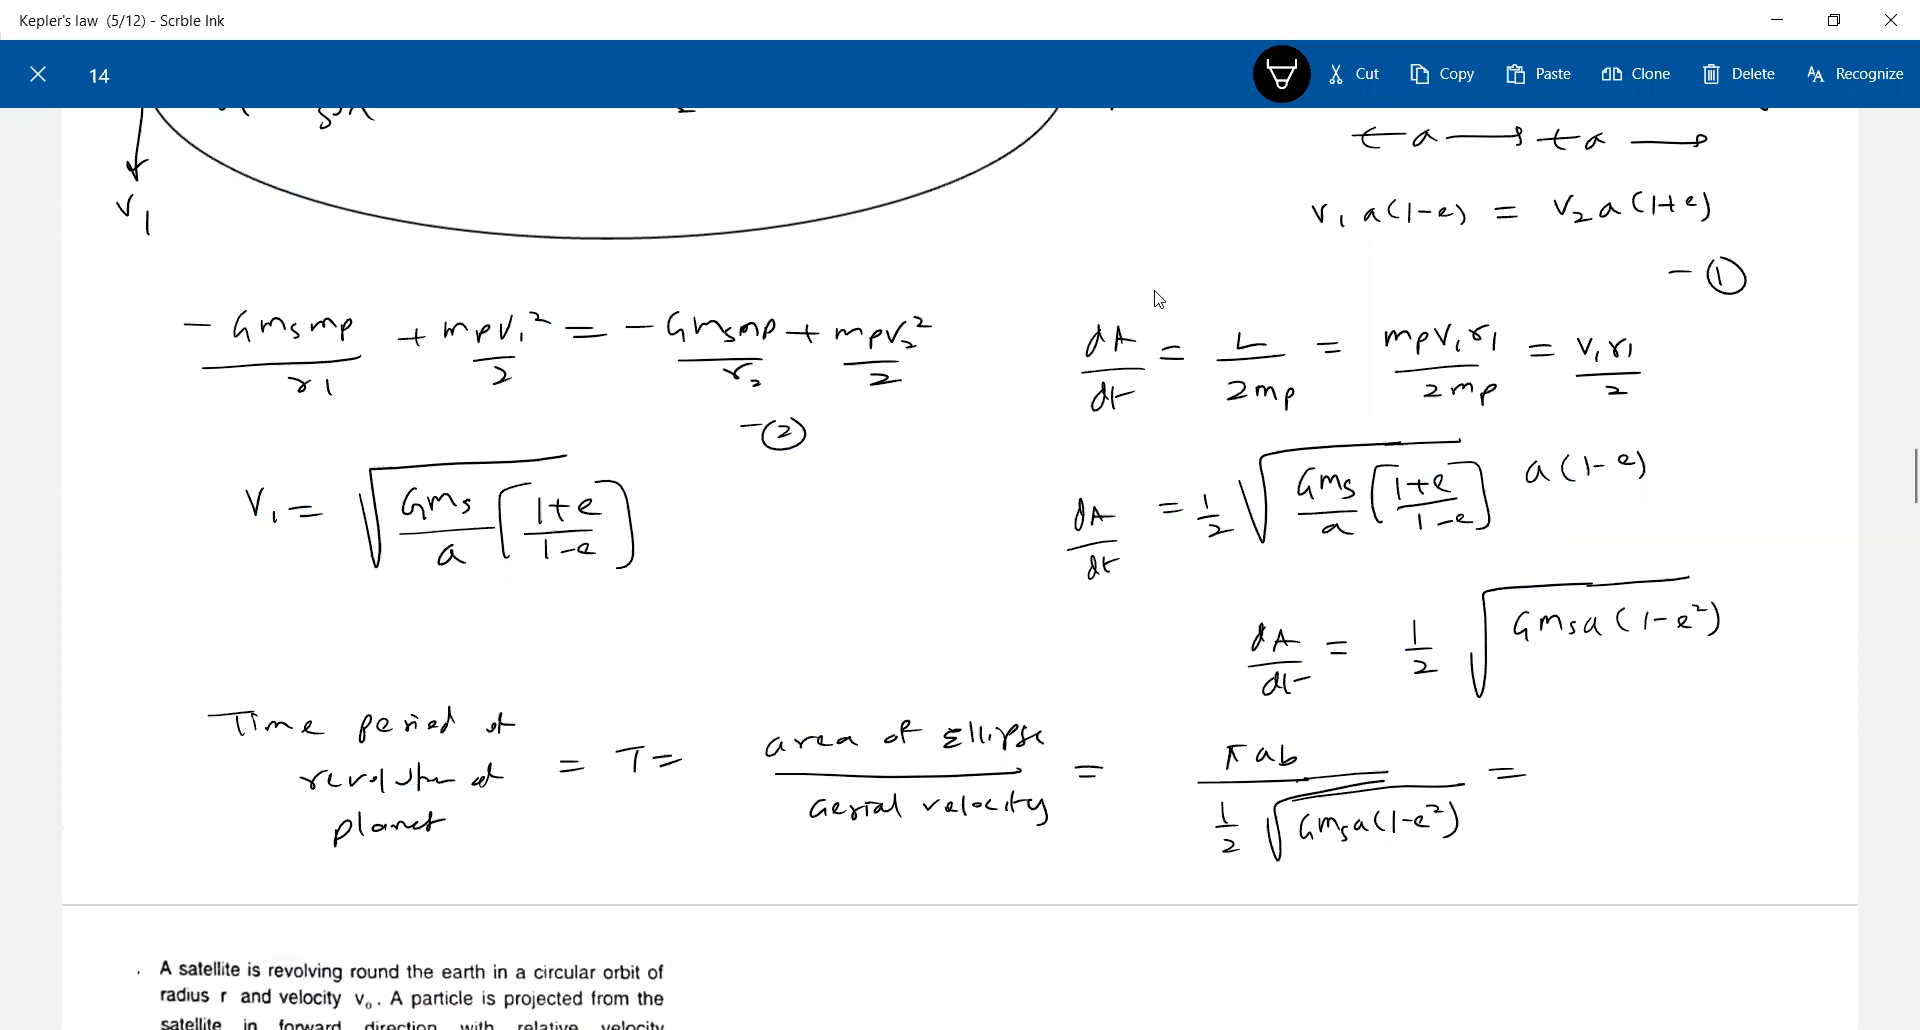 Kepler's law (5/12) - Scrble Ink
14
Cut Copy Paste Clone Delete Recognize
← a → ← a →
v₁
v₁ a(1-e) = v₂ a(1+e)
- ①
- Gmₛmp / r₁ + mpv₁² / 2 = - Gmₛmp / r₂ + mpv₂² / 2
- ②
dA/dt = L / 2mp = mpv₁r₁ / 2mp = v₁r₁ / 2
v₁ = √(Gmₛ/a [1+e / 1-e])
dA/dt = 1/2 √(Gmₛ/a [1+e / 1-e]) a(1-e)
dA/dt = 1/2 √(Gmₛa(1-e²))
Time period of
revolution of
planet
= T = area of Ellipse / aerial velocity = πab / 1/2 √(Gmₛa(1-e²)) =
A satellite is revolving round the earth in a circular orbit of
radius r and velocity v₀. A particle is projected from the
satellite in forward direction with relative velocity